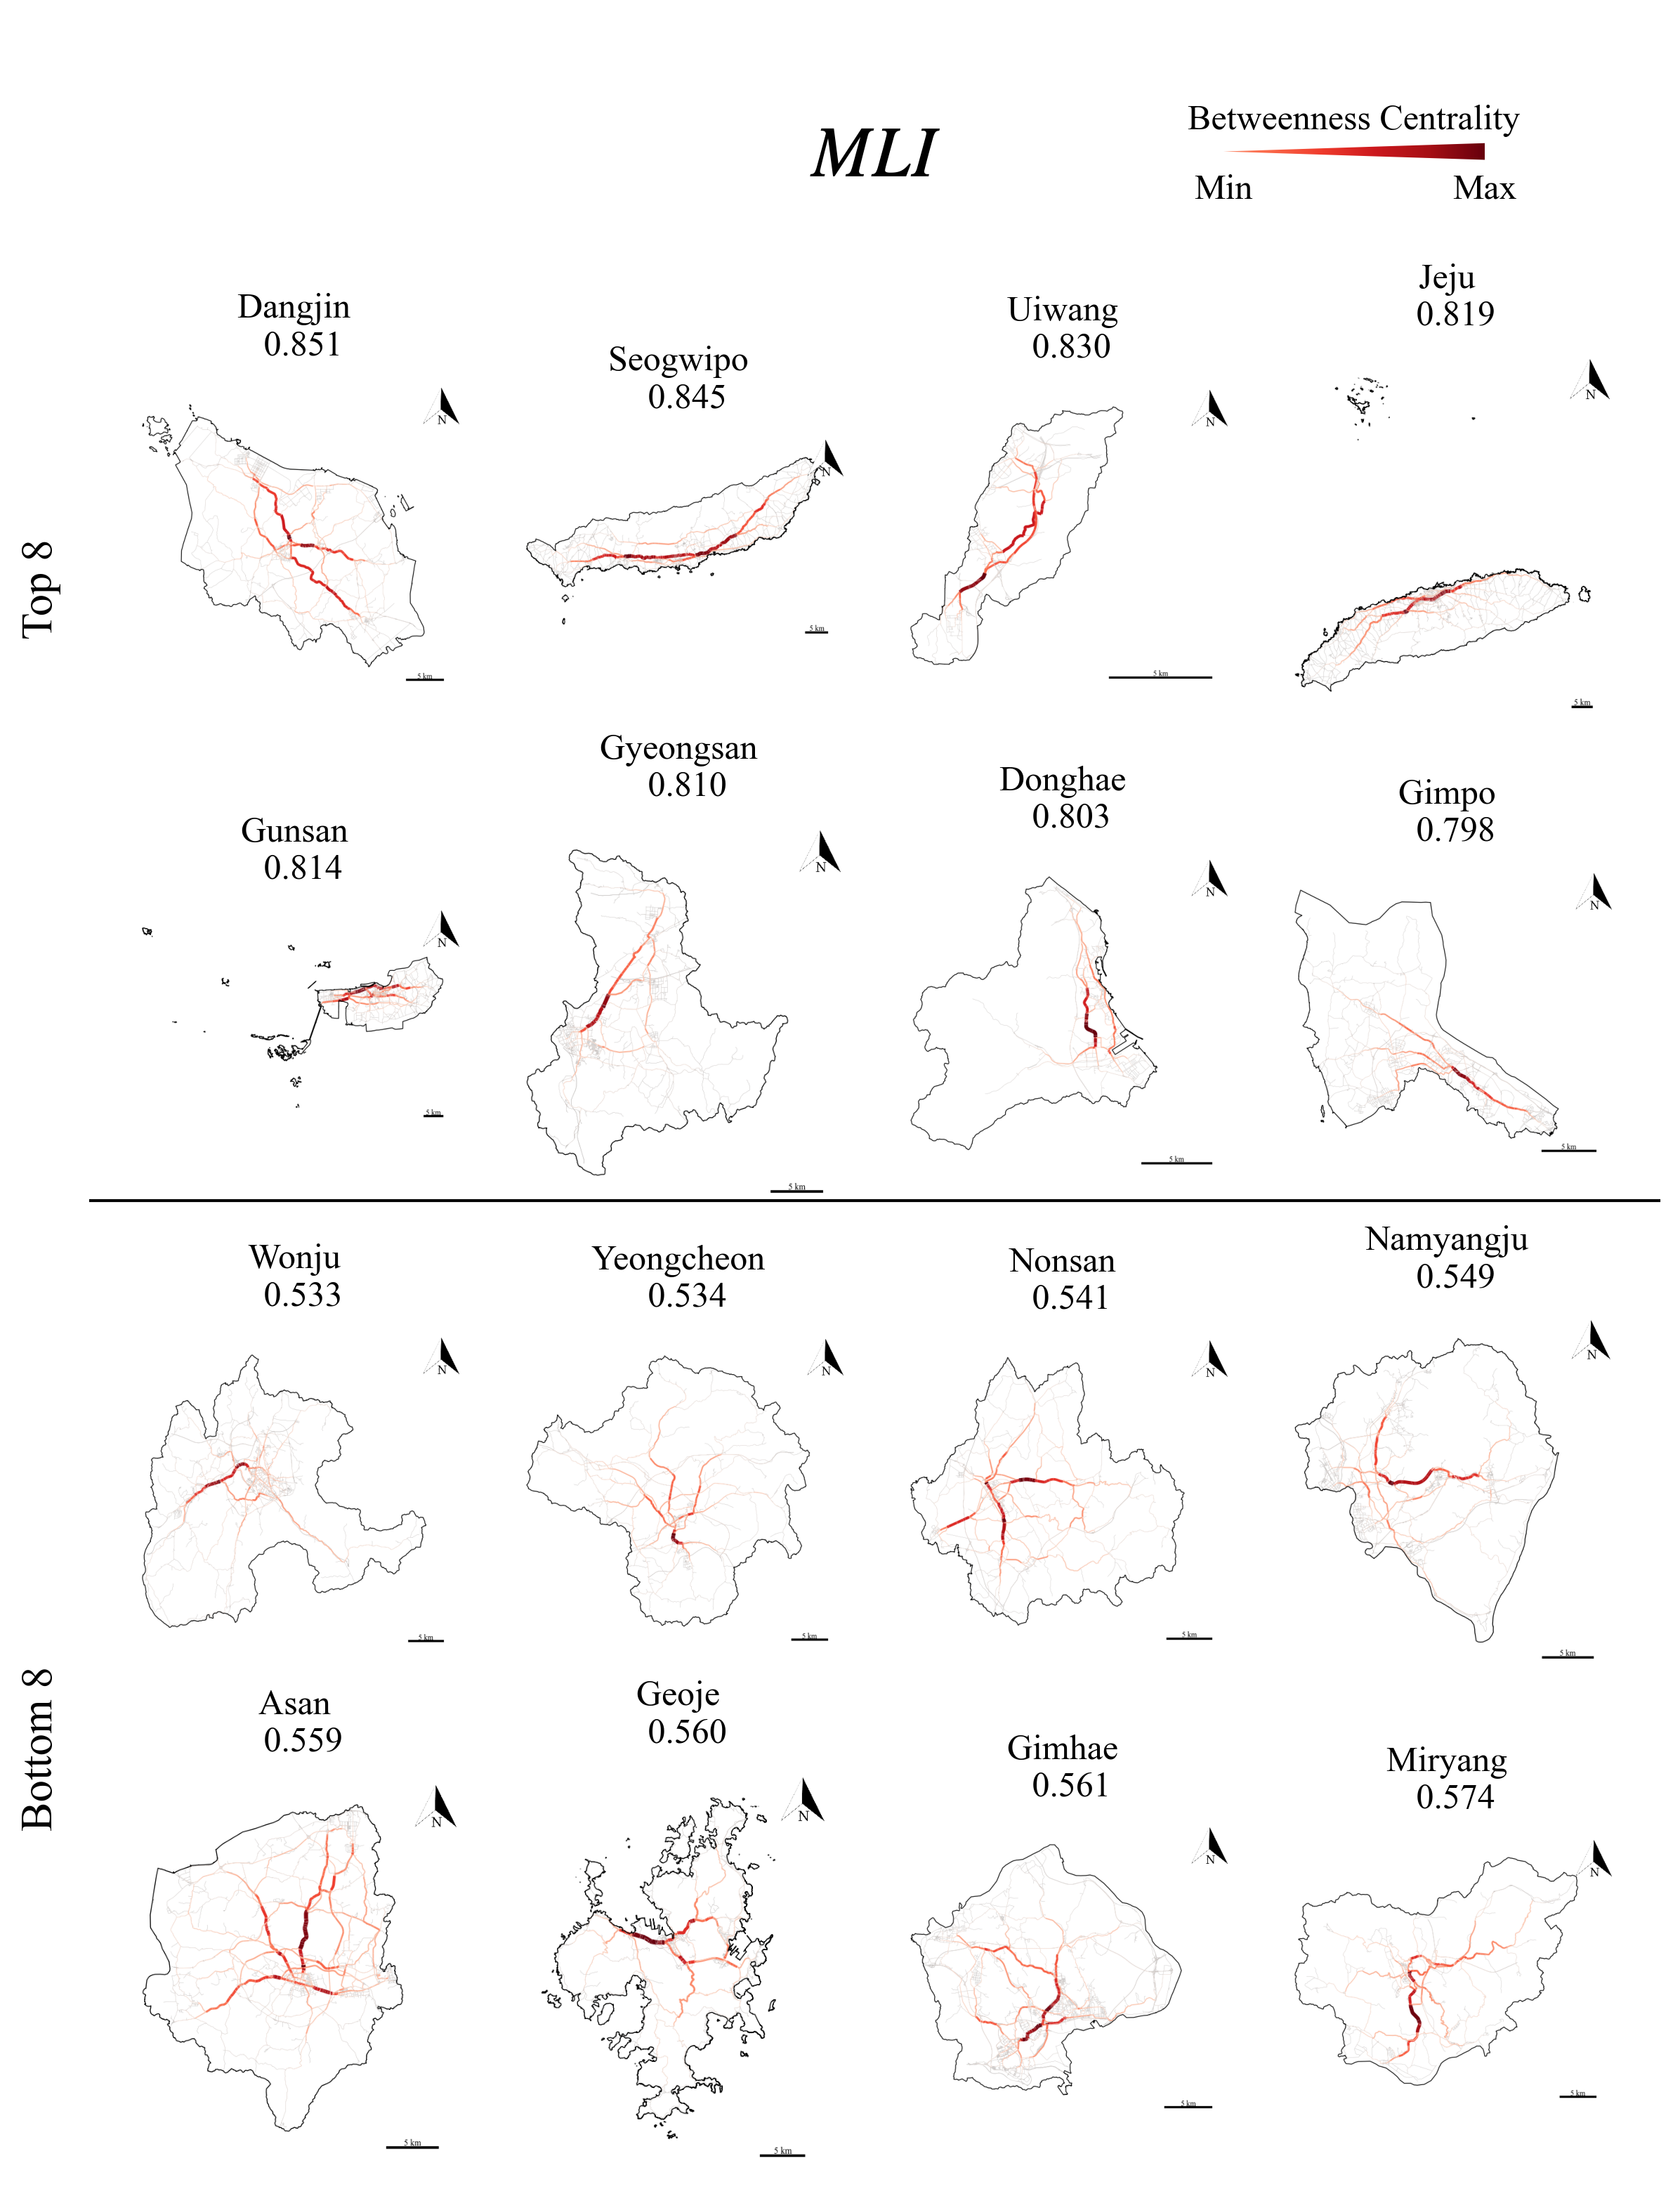 MLI
Betweenness Centrality
Min Max
Top 8
Dangjin
0.851
N
5 km
Seogwipo
0.845
N
5 km
Uiwang
0.830
N
5 km
Jeju
0.819
N
5 km
Gunsan
0.814
N
5 km
Gyeongsan
0.810
N
5 km
Donghae
0.803
N
5 km
Gimpo
0.798
N
5 km
Bottom 8
Wonju
0.533
N
5 km
Yeongcheon
0.534
N
5 km
Nonsan
0.541
N
5 km
Namyangju
0.549
N
5 km
Asan
0.559
N
5 km
Geoje
0.560
N
5 km
Gimhae
0.561
N
5 km
Miryang
0.574
N
5 km